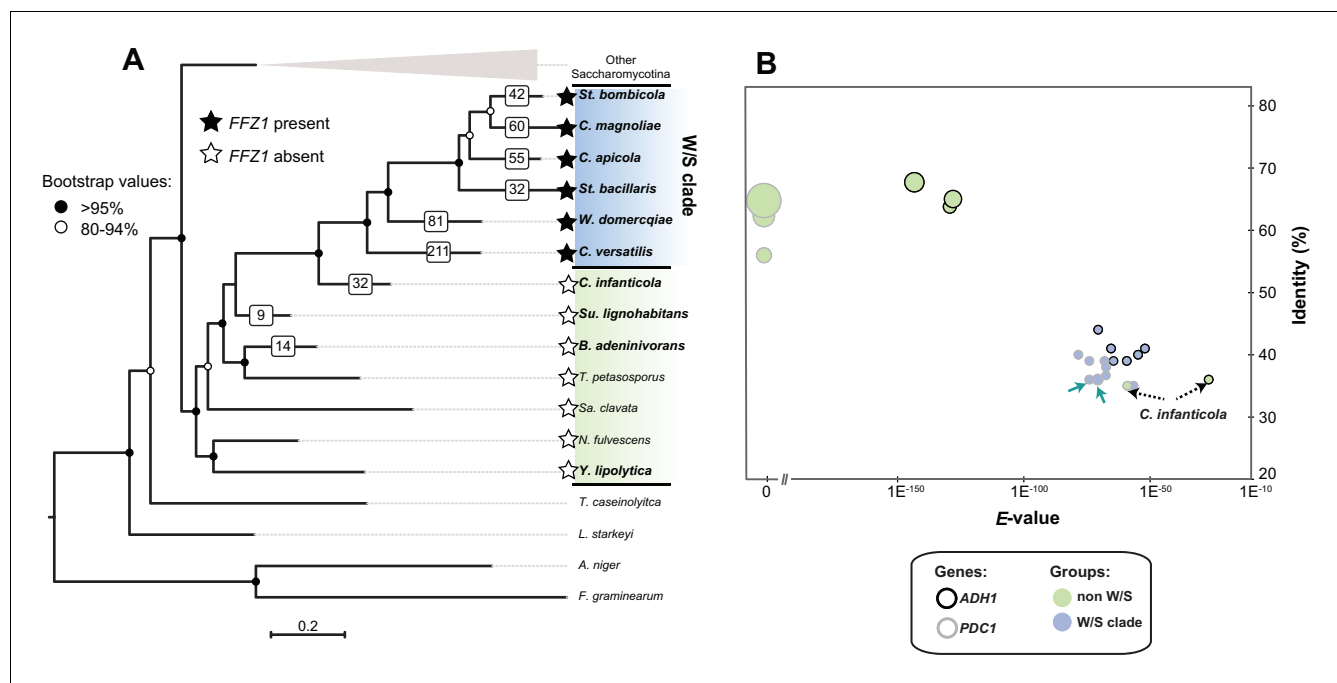 A
Other
Saccharomycotina
42
St. bombicola
FFZ1 present
60
C. magnoliae
FFZ1 absent
55
C. apicola
W/S clade
Bootstrap values:
32
St. bacillaris
>95%
80-94%
81
W. domercqiae
211
C. versatilis
32
C. infanticola
9
Su. lignohabitans
14
B. adeninivorans
T. petasosporus
Sa. clavata
N. fulvescens
Y. lipolytica
T. caseinolyitca
L. starkeyi
A. niger
F. graminearum
0.2
B
80
70
60
50
40
30
20
Identity (%)
C. infanticola
0
//
1E-150
1E-100
1E-50
1E-10
E-value
Genes:
ADH1
PDC1
Groups:
non W/S
W/S clade